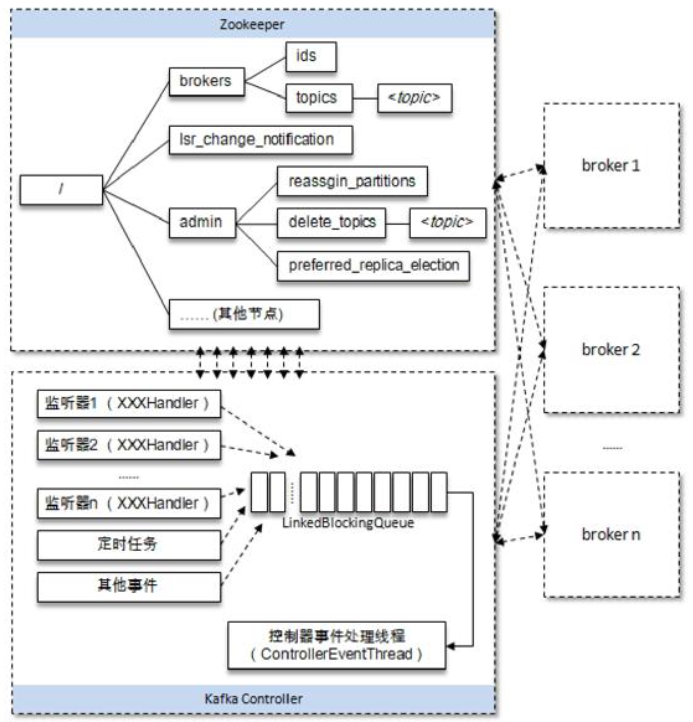 Zookeeper
ids
brokers
topics
<topic>
Isr_change_notification
/
reassgin_partitions
admin
delete_topics
<topic>
preferred_replica_election
...... (其他节点)
broker 1
broker 2
......
broker n
监听器1 (XXXHandler)
监听器2 (XXXHandler)
......
监听器n (XXXHandler)
定时任务
其他事件
LinkedBlockingQueue
控制器事件处理线程
(ControllerEventThread)
Kafka Controller